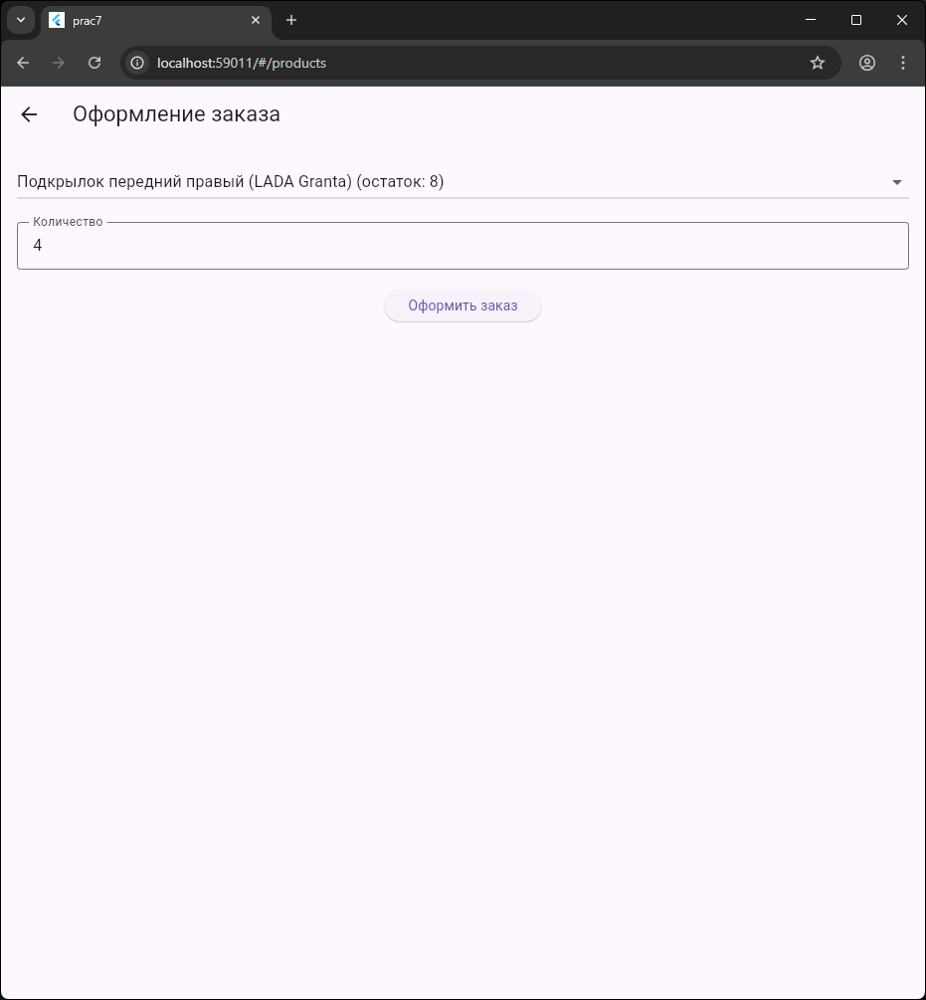 prac7
localhost:59011/#/products
Оформление заказа
Подкрылок передний правый (LADA Granta) (остаток: 8)
Количество
4
Оформить заказ